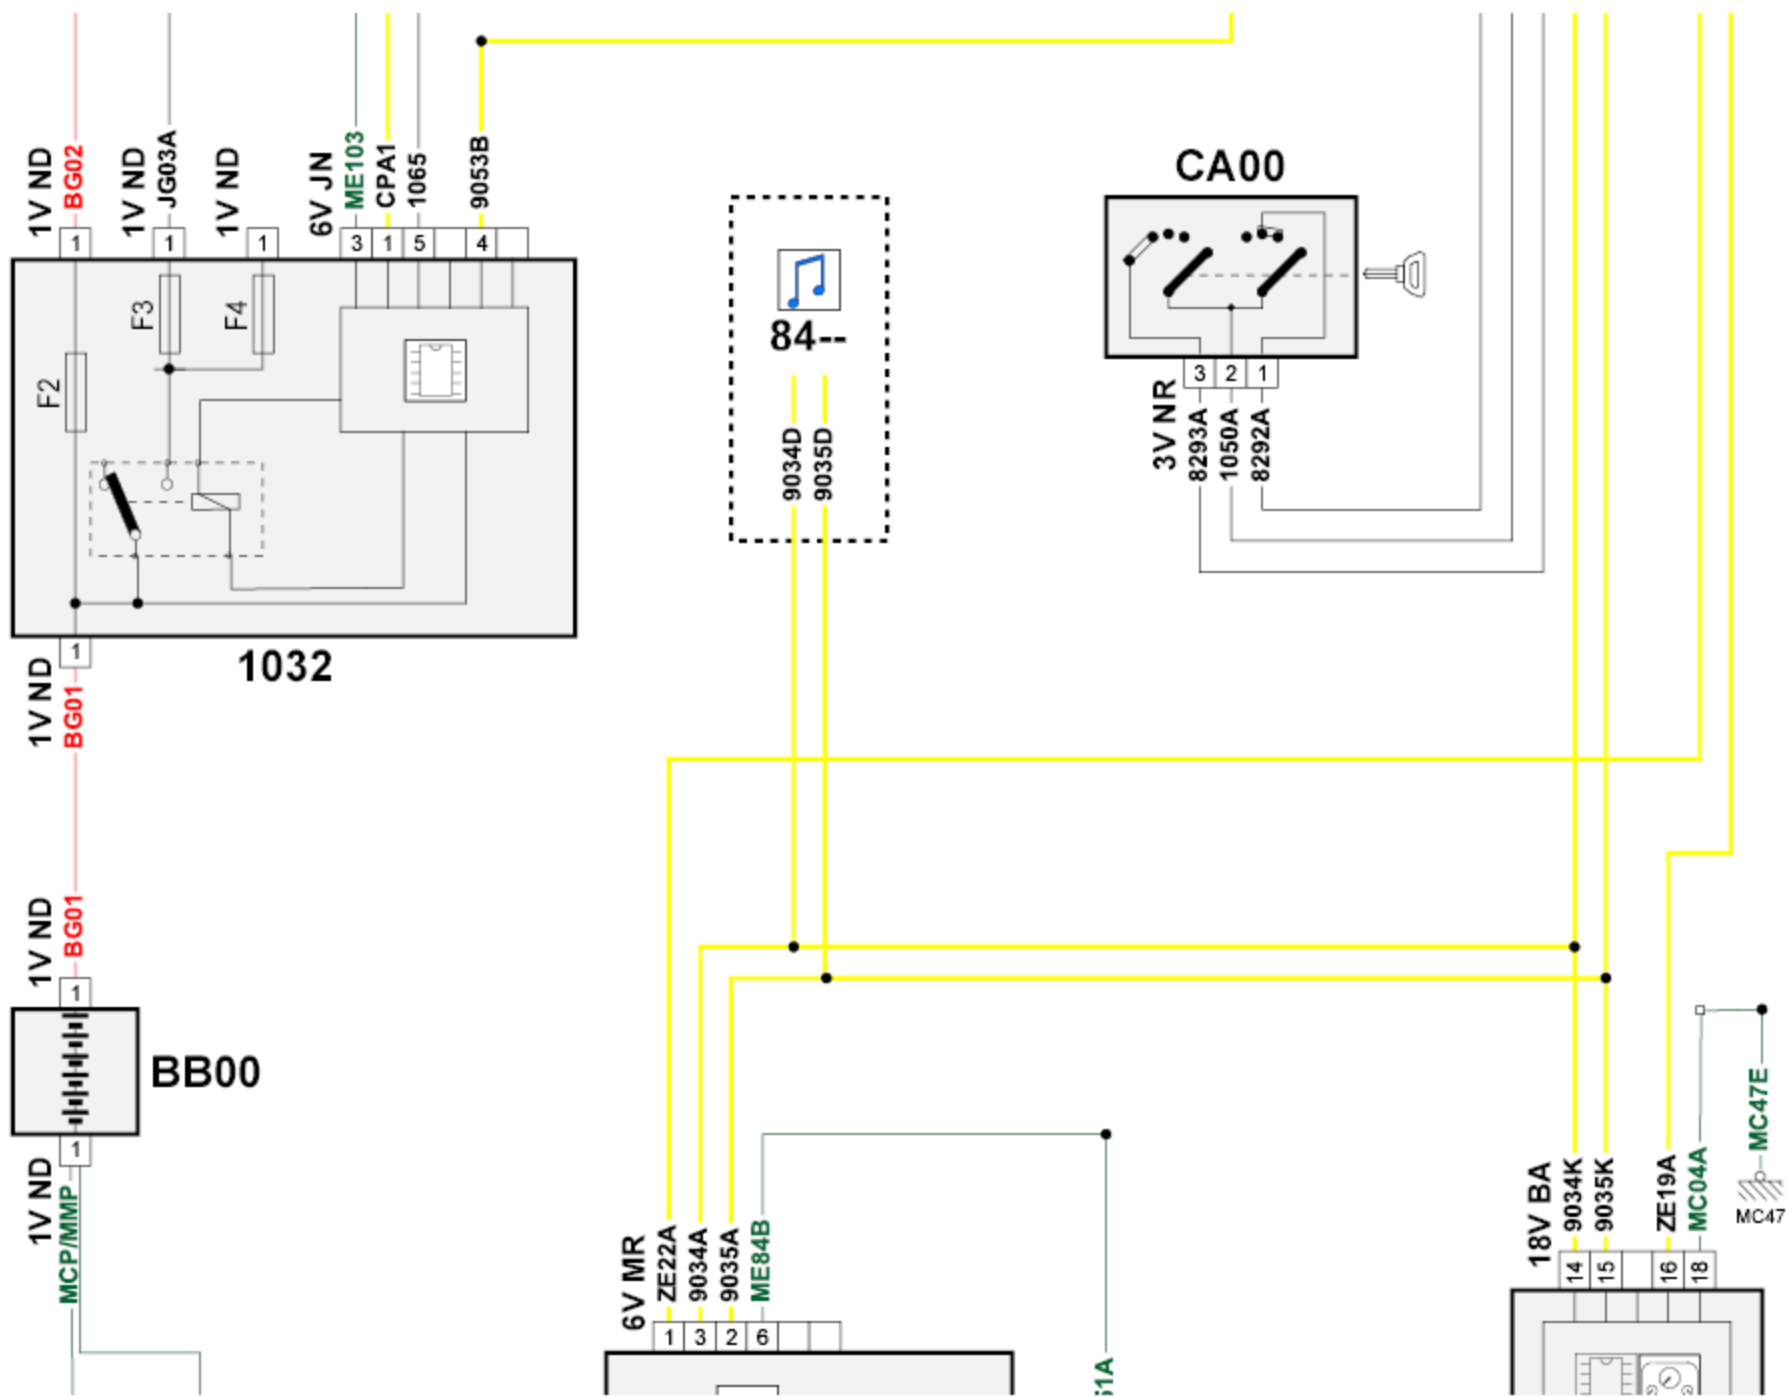 1V ND
BG02
1V ND
JG03A
1V ND
6V JN
ME103
CPA1
1065
9053B
1
1
1
3
1
5
4
F2
F3
F4
1032
1
1V ND
BG01
1V ND
BG01
1
BB00
1
1V ND
MCP/MMP
84--
9034D
9035D
CA00
3
2
1
3V NR
8293A
1050A
8292A
6V MR
ZE22A
9034A
9035A
ME84B
1
3
2
6
51A
18V BA
9034K
9035K
ZE19A
MC04A
MC47E
MC47
14
15
16
18